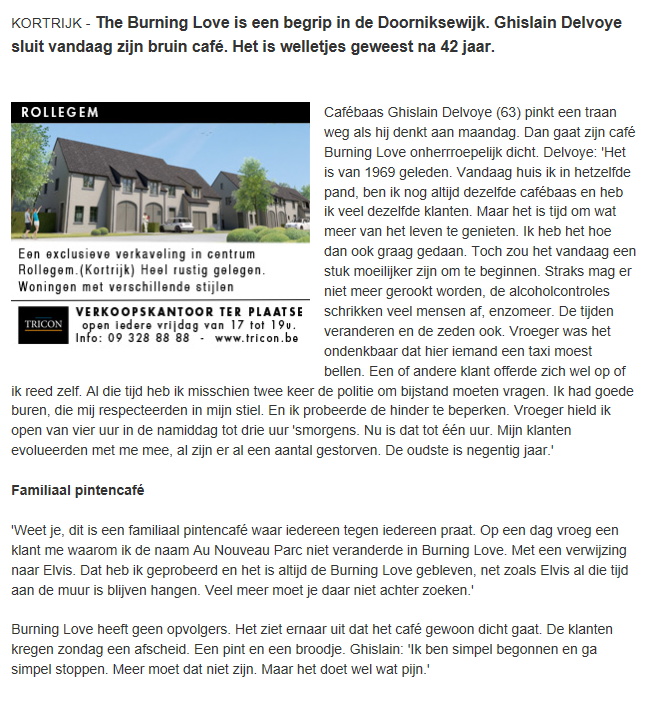 KORTRIJK - The Burning Love is een begrip in de Doorniksewijk. Ghislain Delvoye
sluit vandaag zijn bruin café. Het is welletjes geweest na 42 jaar.
ROLLEGEM
Een exclusieve verkaveling in centrum
Rollegem.(Kortrijk) Heel rustig gelegen.
Woningen met verschillende stijlen
TRICON
VERKOOPSKANTOOR TER PLAATSE
open iedere vrijdag van 17 tot 19u.
Info: 09 328 88 88 - www.tricon.be
Cafébaas Ghislain Delvoye (63) pinkt een traan
weg als hij denkt aan maandag. Dan gaat zijn café
Burning Love onherrroepelijk dicht. Delvoye: 'Het
is van 1969 geleden. Vandaag huis ik in hetzelfde
pand, ben ik nog altijd dezelfde cafébaas en heb
ik veel dezelfde klanten. Maar het is tijd om wat
meer van het leven te genieten. Ik heb het hoe
dan ook graag gedaan. Toch zou het vandaag een
stuk moeilijker zijn om te beginnen. Straks mag er
niet meer gerookt worden, de alcoholcontroles
schrikken veel mensen af, enzomeer. De tijden
veranderen en de zeden ook. Vroeger was het
ondenkbaar dat hier iemand een taxi moest
bellen. Een of andere klant offerde zich wel op of
ik reed zelf. Al die tijd heb ik misschien twee keer de politie om bijstand moeten vragen. Ik had goede
buren, die mij respecteerden in mijn stiel. En ik probeerde de hinder te beperken. Vroeger hield ik
open van vier uur in de namiddag tot drie uur 'smorgens. Nu is dat tot één uur. Mijn klanten
evolueerden met me mee, al zijn er al een aantal gestorven. De oudste is negentig jaar.'
Familiaal pintencafé
'Weet je, dit is een familiaal pintencafé waar iedereen tegen iedereen praat. Op een dag vroeg een
klant me waarom ik de naam Au Nouveau Parc niet veranderde in Burning Love. Met een verwijzing
naar Elvis. Dat heb ik geprobeerd en het is altijd de Burning Love gebleven, net zoals Elvis al die tijd
aan de muur is blijven hangen. Veel meer moet je daar niet achter zoeken.'
Burning Love heeft geen opvolgers. Het ziet ernaar uit dat het café gewoon dicht gaat. De klanten
kregen zondag een afscheid. Een pint en een broodje. Ghislain: 'Ik ben simpel begonnen en ga
simpel stoppen. Meer moet dat niet zijn. Maar het doet wel wat pijn.'